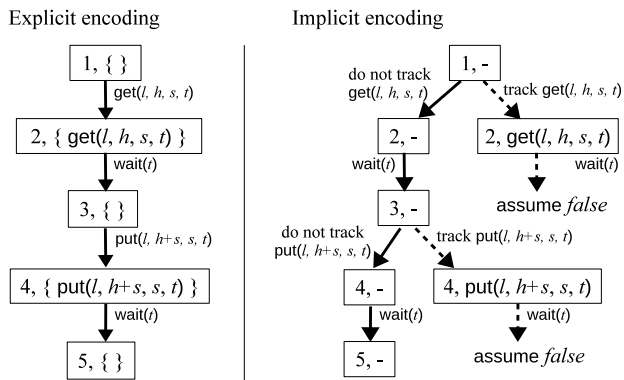 Explicit encoding
1, { }
get(l, h, s, t)
2, { get(l, h, s, t) }
wait(t)
3, { }
put(l, h+s, s, t)
4, { put(l, h+s, s, t) }
wait(t)
5, { }
Implicit encoding
1, -
do not track
get(l, h, s, t)
track get(l, h, s, t)
2, -
2, get(l, h, s, t)
wait(t)
wait(t)
3, -
assume false
do not track
put(l, h+s, s, t)
track put(l, h+s, s, t)
4, -
4, put(l, h+s, s, t)
wait(t)
wait(t)
5, -
assume false